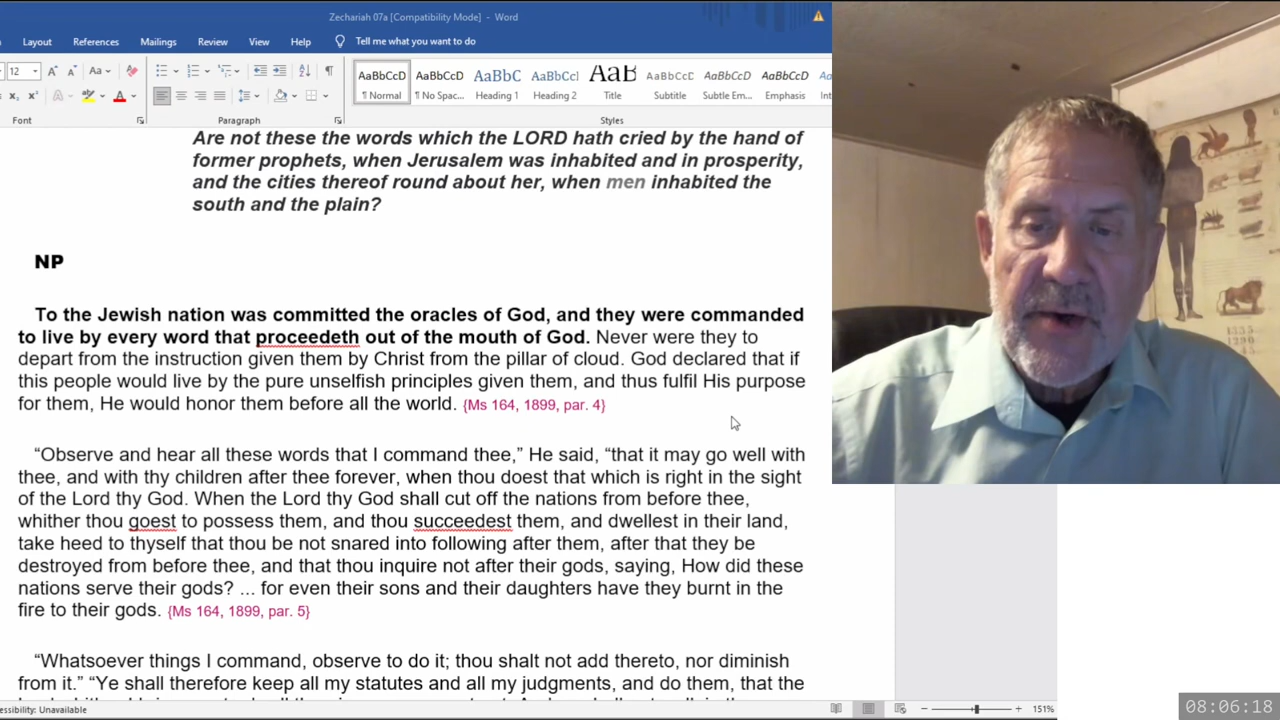 Zechariah 07a [Compatibility Mode] - Word
Layout References Mailings Review View Help Tell me what you want to do
12 Aa
AaBbCcD AaBbCcD AaBbC AaBbCcI AaB AaBbCcD AaBbCcD AaBbCcD
¶ Normal ¶ No Spac... Heading 1 Heading 2 Title Subtitle Subtle Em... Emphasis
Font Paragraph Styles
Are not these the words which the LORD hath cried by the hand of
former prophets, when Jerusalem was inhabited and in prosperity,
and the cities thereof round about her, when men inhabited the
south and the plain?
NP
To the Jewish nation was committed the oracles of God, and they were commanded
to live by every word that proceedeth out of the mouth of God. Never were they to
depart from the instruction given them by Christ from the pillar of cloud. God declared that if
this people would live by the pure unselfish principles given them, and thus fulfil His purpose
for them, He would honor them before all the world. {Ms 164, 1899, par. 4}
“Observe and hear all these words that I command thee,” He said, “that it may go well with
thee, and with thy children after thee forever, when thou doest that which is right in the sight
of the Lord thy God. When the Lord thy God shall cut off the nations from before thee,
whither thou goest to possess them, and thou succeedest them, and dwellest in their land,
take heed to thyself that thou be not snared into following after them, after that they be
destroyed from before thee, and that thou inquire not after their gods, saying, How did these
nations serve their gods? ... for even their sons and their daughters have they burnt in the
fire to their gods. {Ms 164, 1899, par. 5}
“Whatsoever things I command, observe to do it; thou shalt not add thereto, nor diminish
from it.” “Ye shall therefore keep all my statutes and all my judgments, and do them, that the
ssibility: Unavailable 151%
1335
1290
45
08:06:18